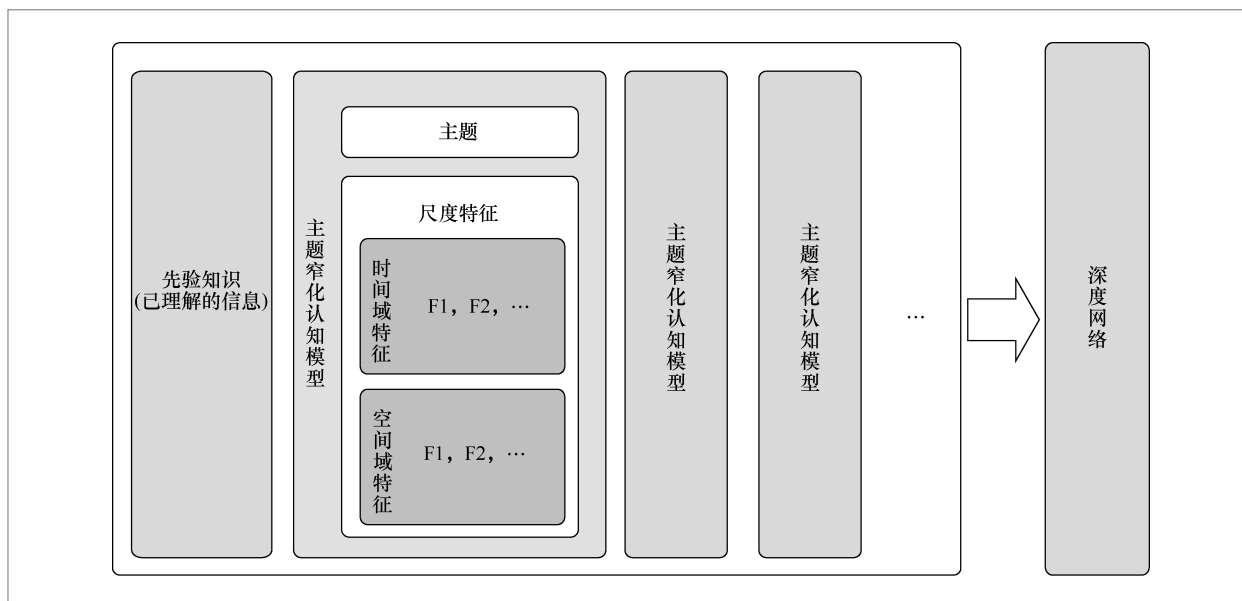 先验知识
(已理解的信息)
主题窄化认知模型
主题
尺度特征
时间域特征
F1，F2，…
空间域特征
F1，F2，…
主题窄化认知模型
主题窄化认知模型
…
深度网络